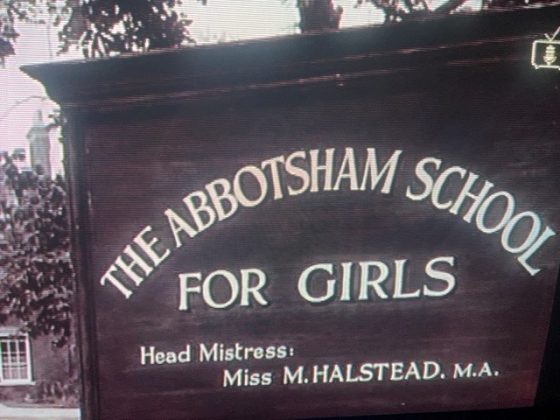 THE ABBOTSHAM SCHOOL
FOR GIRLS
Head Mistress:
Miss M. HALSTEAD. M.A.